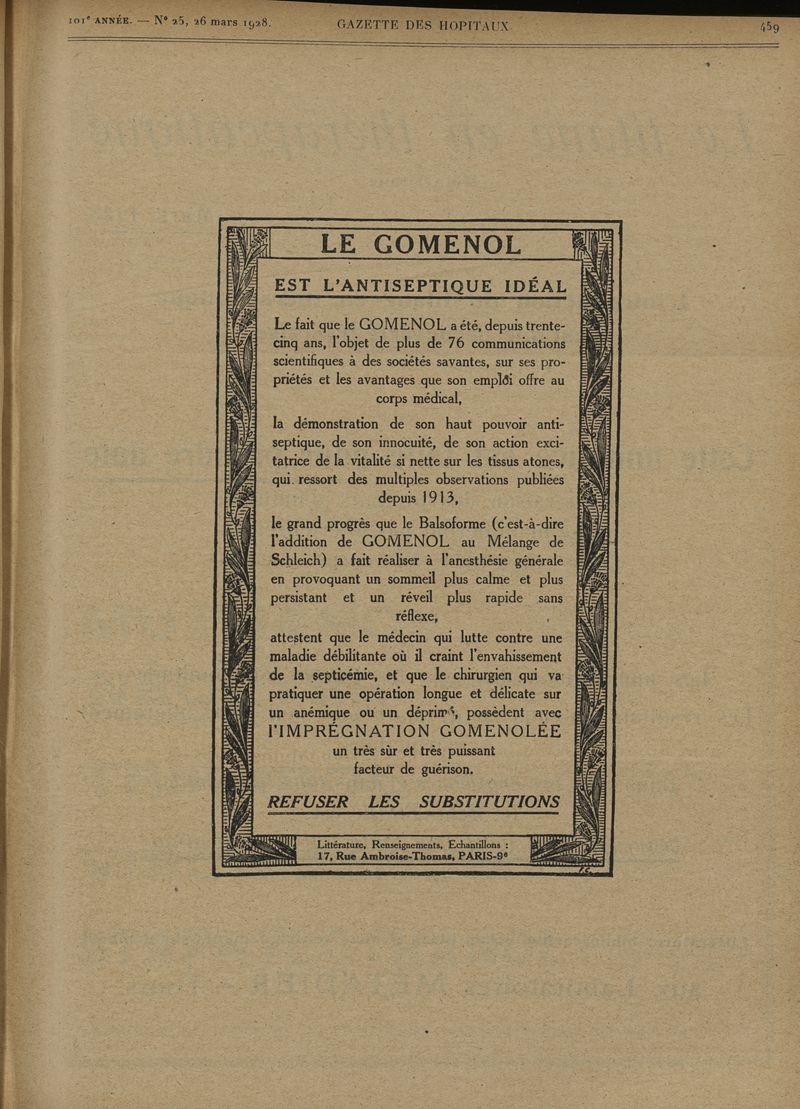 101e ANNÉE. — N° 25, 26 mars 1928.
GAZETTE DES HOPITAUX
459
LE GOMENOL
EST L'ANTISEPTIQUE IDÉAL
Le fait que le GOMENOL a été, depuis trente-
cinq ans, l'objet de plus de 76 communications
scientifiques à des sociétés savantes, sur ses pro-
priétés et les avantages que son emploi offre au
corps médical,
la démonstration de son haut pouvoir anti-
septique, de son innocuité, de son action exci-
tatrice de la vitalité si nette sur les tissus atones,
qui ressort des multiples observations publiées
depuis 1913,
le grand progrès que le Balsoforme (c'est-à-dire
l'addition de GOMENOL au Mélange de
Schleich) a fait réaliser à l'anesthésie générale
en provoquant un sommeil plus calme et plus
persistant et un réveil plus rapide sans
réflexe,
attestent que le médecin qui lutte contre une
maladie débilitante où il craint l'envahissement
de la septicémie, et que le chirurgien qui va
pratiquer une opération longue et délicate sur
un anémique ou un déprimé, possèdent avec
l'IMPRÉGNATION GOMENOLÉE
un très sûr et très puissant
facteur de guérison.
REFUSER LES SUBSTITUTIONS
Littérature, Renseignements, Echantillons :
17, Rue Ambroise-Thomas, PARIS-9e